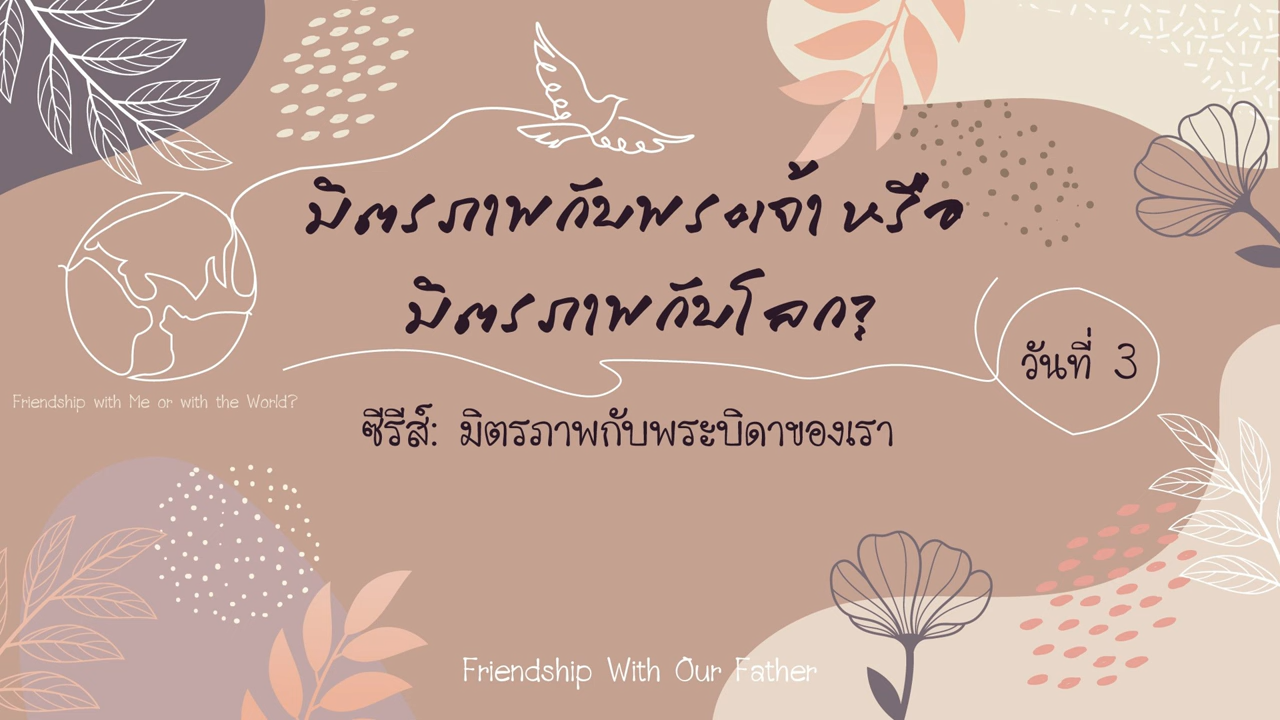 มิตรภาพกับพระเจ้า หรือ
มิตรภาพกับโลก?
วันที่ 3
Friendship with Me or with the World?
ซีรีส์: มิตรภาพกับพระบิดาของเรา
Friendship With Our Father